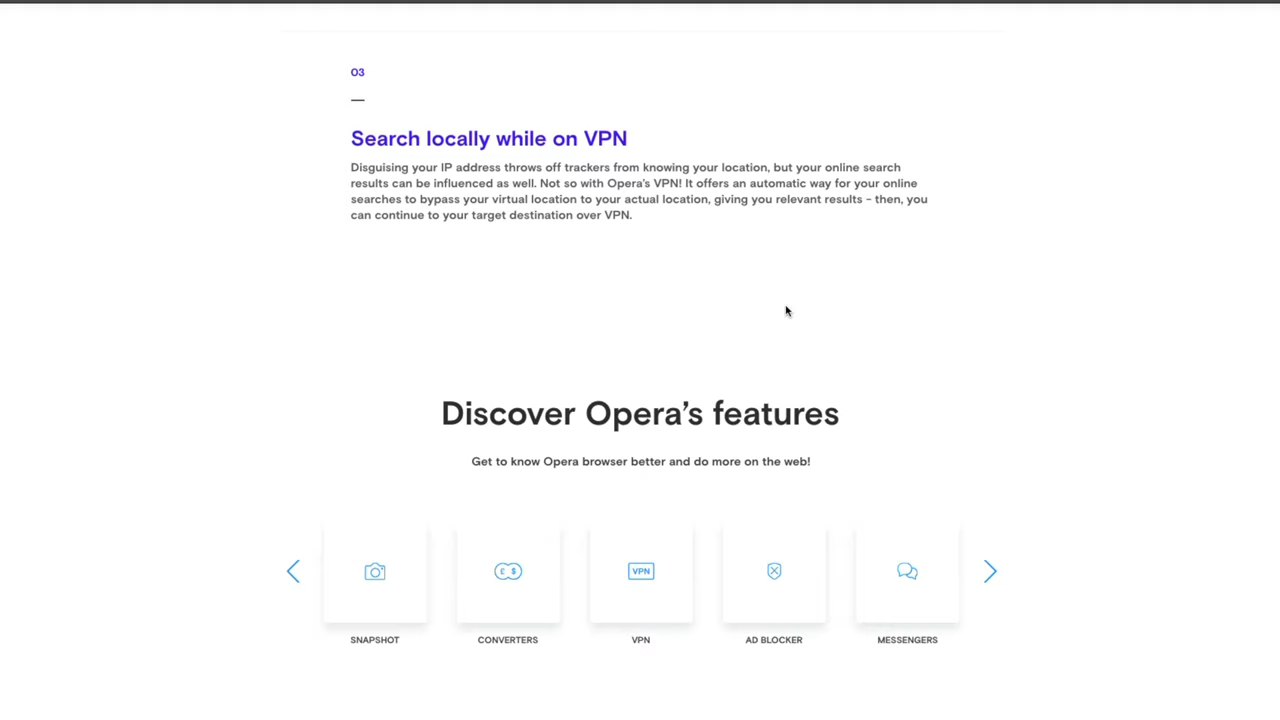 03
—
Search locally while on VPN
Disguising your IP address throws off trackers from knowing your location, but your online search
results can be influenced as well. Not so with Opera's VPN! It offers an automatic way for your online
searches to bypass your virtual location to your actual location, giving you relevant results – then, you
can continue to your target destination over VPN.
Discover Opera's features
Get to know Opera browser better and do more on the web!
£ $ VPN
SNAPSHOT CONVERTERS VPN AD BLOCKER MESSENGERS